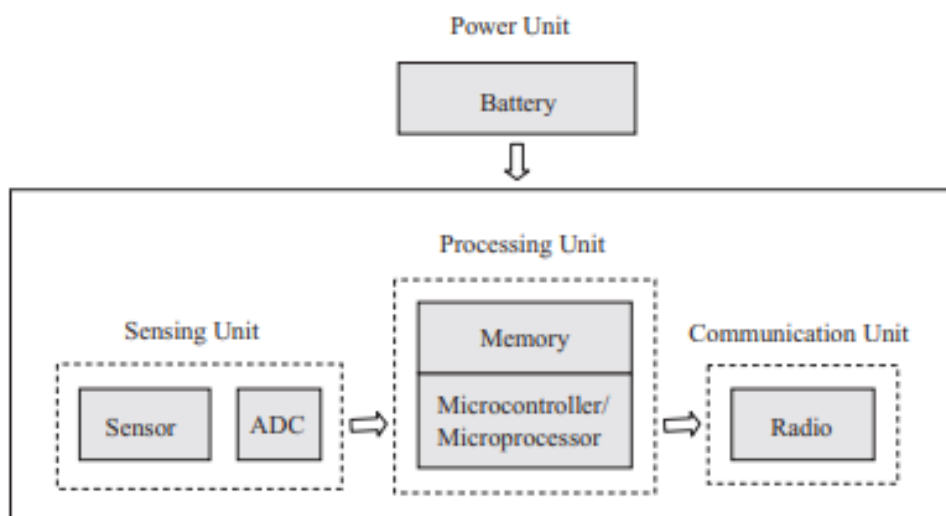 Power Unit
Battery
Processing Unit
Sensing Unit
Memory
Communication Unit
Sensor
ADC
Microcontroller/
Microprocessor
Radio